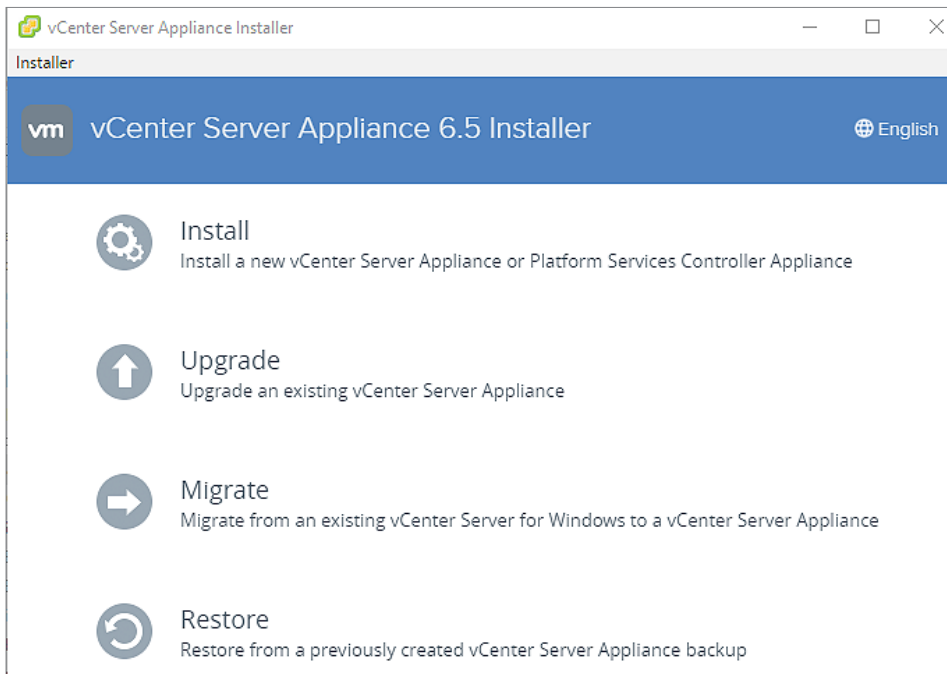 vCenter Server Appliance Installer
Installer
vm vCenter Server Appliance 6.5 Installer English
Install
Install a new vCenter Server Appliance or Platform Services Controller Appliance
Upgrade
Upgrade an existing vCenter Server Appliance
Migrate
Migrate from an existing vCenter Server for Windows to a vCenter Server Appliance
Restore
Restore from a previously created vCenter Server Appliance backup